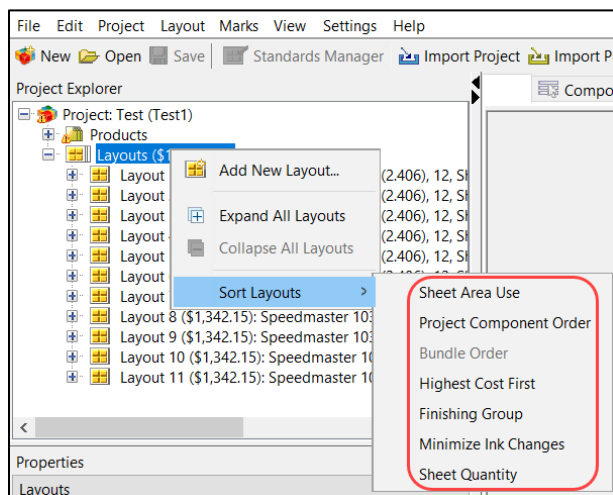 File Edit Project Layout Marks View Settings Help
New Open Save Standards Manager Import Project Import P
Project Explorer
Compo
Project: Test (Test1)
Products
Layouts ($1
Layout (2.406), 12, Sh
Layout (2.406), 12, Sh
Layout (2.406), 12, Sh
Layout (2.406), 12, Sh
Layout (2.406), 12, Sh
Layout
Layout
Layout 8 ($1,342.15): Speedmaster 103
Layout 9 ($1,342.15): Speedmaster 103
Layout 10 ($1,342.15): Speedmaster 10
Layout 11 ($1,342.15): Speedmaster 10
Add New Layout...
Expand All Layouts
Collapse All Layouts
Sort Layouts >
Sheet Area Use
Project Component Order
Bundle Order
Highest Cost First
Finishing Group
Minimize Ink Changes
Sheet Quantity
Properties
Layouts